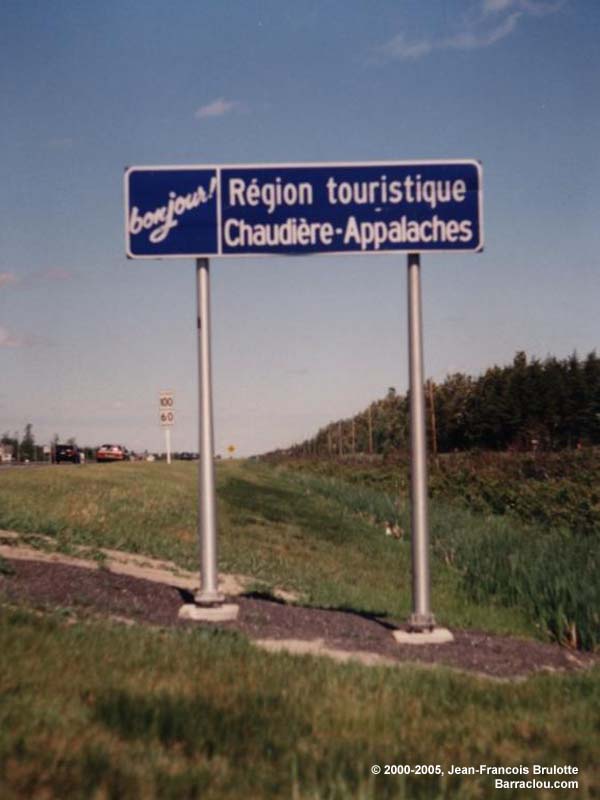 bonjour!
Région touristique
Chaudière-Appalaches
100
60
© 2000-2005, Jean-Francois Brulotte
Barraclou.com